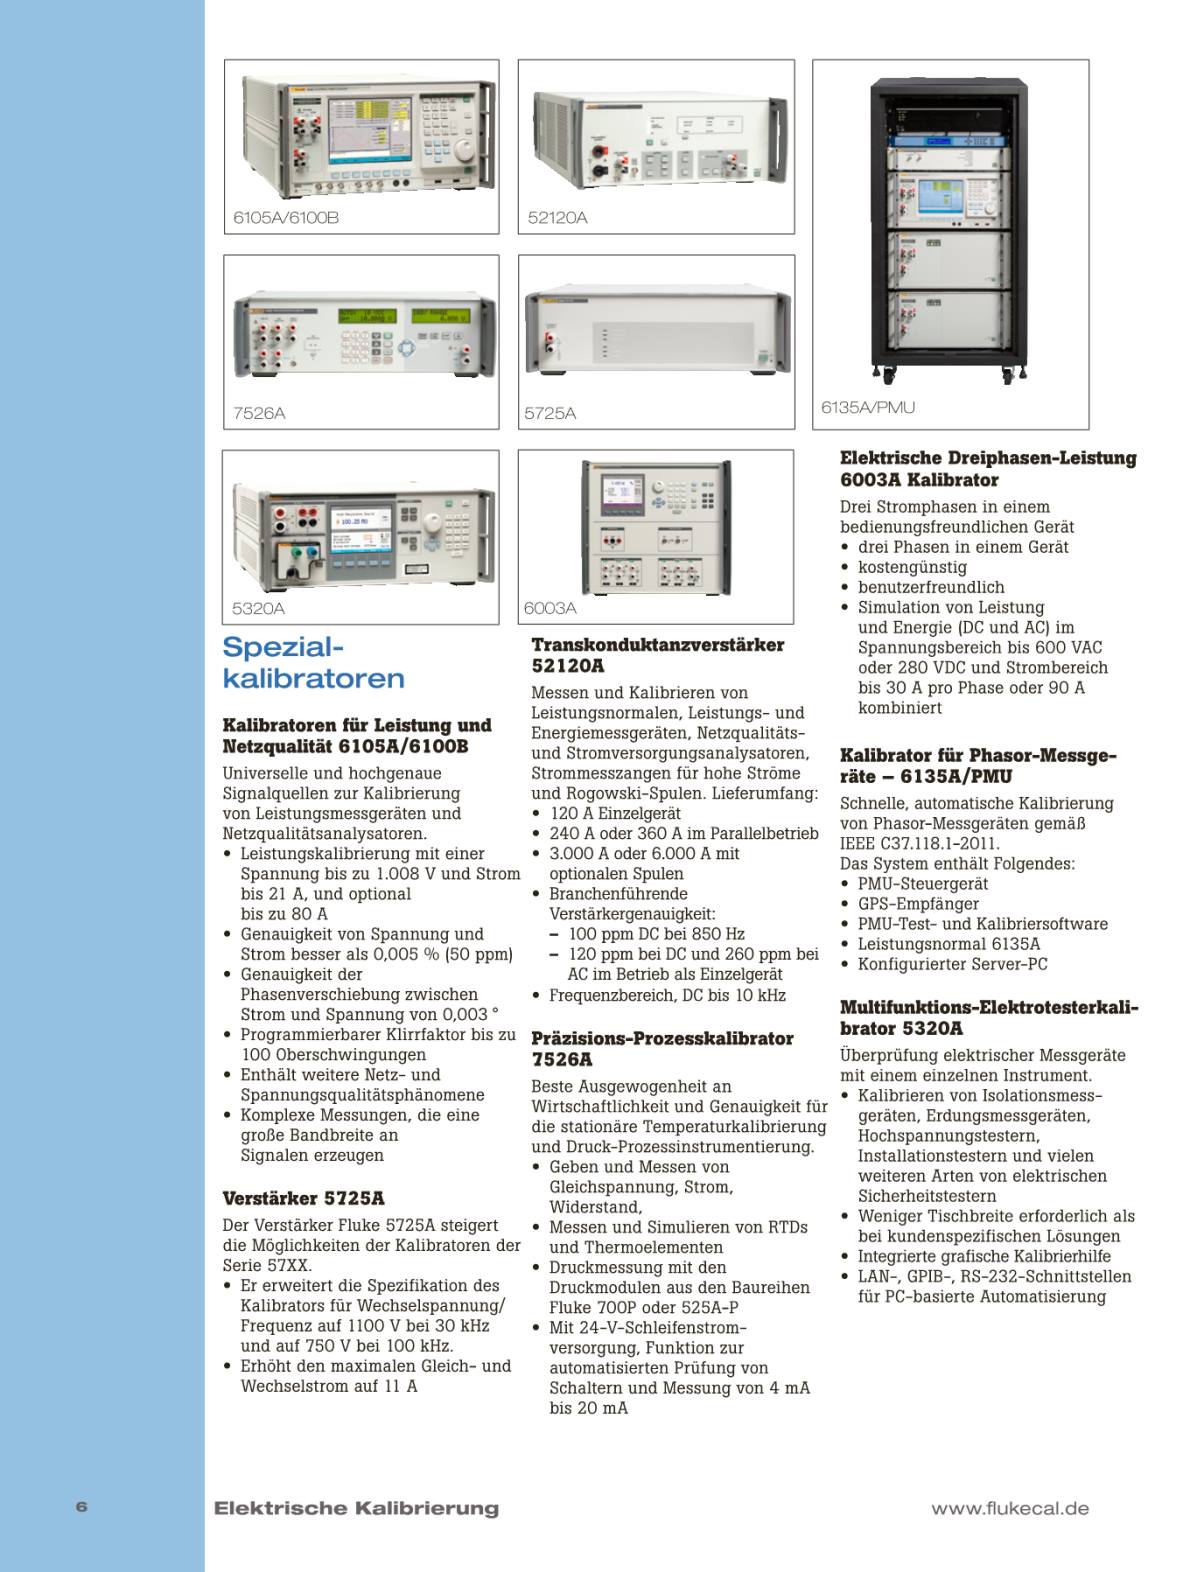 6105A/6100B
52120A
6135A/PMU
7526A
5725A
5320A
6003A
Spezial-
kalibratoren
Kalibratoren für Leistung und
Netzqualität 6105A/6100B
Universelle und hochgenaue
Signalquellen zur Kalibrierung
von Leistungsmessgeräten und
Netzqualitätsanalysatoren.
• Leistungskalibrierung mit einer
Spannung bis zu 1.008 V und Strom
bis 21 A, und optional
bis zu 80 A
• Genauigkeit von Spannung und
Strom besser als 0,005 % (50 ppm)
• Genauigkeit der
Phasenverschiebung zwischen
Strom und Spannung von 0,003 °
• Programmierbarer Klirrfaktor bis zu
100 Oberschwingungen
• Enthält weitere Netz- und
Spannungsqualitätsphänomene
• Komplexe Messungen, die eine
große Bandbreite an
Signalen erzeugen
Verstärker 5725A
Der Verstärker Fluke 5725A steigert
die Möglichkeiten der Kalibratoren der
Serie 57XX.
• Er erweitert die Spezifikation des
Kalibrators für Wechselspannung/
Frequenz auf 1100 V bei 30 kHz
und auf 750 V bei 100 kHz.
• Erhöht den maximalen Gleich- und
Wechselstrom auf 11 A
Transkonduktanzverstärker
52120A
Messen und Kalibrieren von
Leistungsnormalen, Leistungs- und
Energiemessgeräten, Netzqualitäts-
und Stromversorgungsanalysatoren,
Strommesszangen für hohe Ströme
und Rogowski-Spulen. Lieferumfang:
• 120 A Einzelgerät
• 240 A oder 360 A im Parallelbetrieb
• 3.000 A oder 6.000 A mit
optionalen Spulen
• Branchenführende
Verstärkergenauigkeit:
– 100 ppm DC bei 850 Hz
– 120 ppm bei DC und 260 ppm bei
AC im Betrieb als Einzelgerät
• Frequenzbereich, DC bis 10 kHz
Präzisions-Prozesskalibrator
7526A
Beste Ausgewogenheit an
Wirtschaftlichkeit und Genauigkeit für
die stationäre Temperaturkalibrierung
und Druck-Prozessinstrumentierung.
• Geben und Messen von
Gleichspannung, Strom,
Widerstand,
• Messen und Simulieren von RTDs
und Thermoelementen
• Druckmessung mit den
Druckmodulen aus den Baureihen
Fluke 700P oder 525A-P
• Mit 24-V-Schleifenstrom-
versorgung, Funktion zur
automatisierten Prüfung von
Schaltern und Messung von 4 mA
bis 20 mA
Elektrische Dreiphasen-Leistung
6003A Kalibrator
Drei Stromphasen in einem
bedienungsfreundlichen Gerät
• drei Phasen in einem Gerät
• kostengünstig
• benutzerfreundlich
• Simulation von Leistung
und Energie (DC und AC) im
Spannungsbereich bis 600 VAC
oder 280 VDC und Strombereich
bis 30 A pro Phase oder 90 A
kombiniert
Kalibrator für Phasor-Messge-
räte – 6135A/PMU
Schnelle, automatische Kalibrierung
von Phasor-Messgeräten gemäß
IEEE C37.118.1-2011.
Das System enthält Folgendes:
• PMU-Steuergerät
• GPS-Empfänger
• PMU-Test- und Kalibriersoftware
• Leistungsnormal 6135A
• Konfigurierter Server-PC
Multifunktions-Elektrotesterkali-
brator 5320A
Überprüfung elektrischer Messgeräte
mit einem einzelnen Instrument.
• Kalibrieren von Isolationsmess-
geräten, Erdungsmessgeräten,
Hochspannungstestern,
Installationstestern und vielen
weiteren Arten von elektrischen
Sicherheitstestern
• Weniger Tischbreite erforderlich als
bei kundenspezifischen Lösungen
• Integrierte grafische Kalibrierhilfe
• LAN-, GPIB-, RS-232-Schnittstellen
für PC-basierte Automatisierung
6
Elektrische Kalibrierung
www.flukecal.de